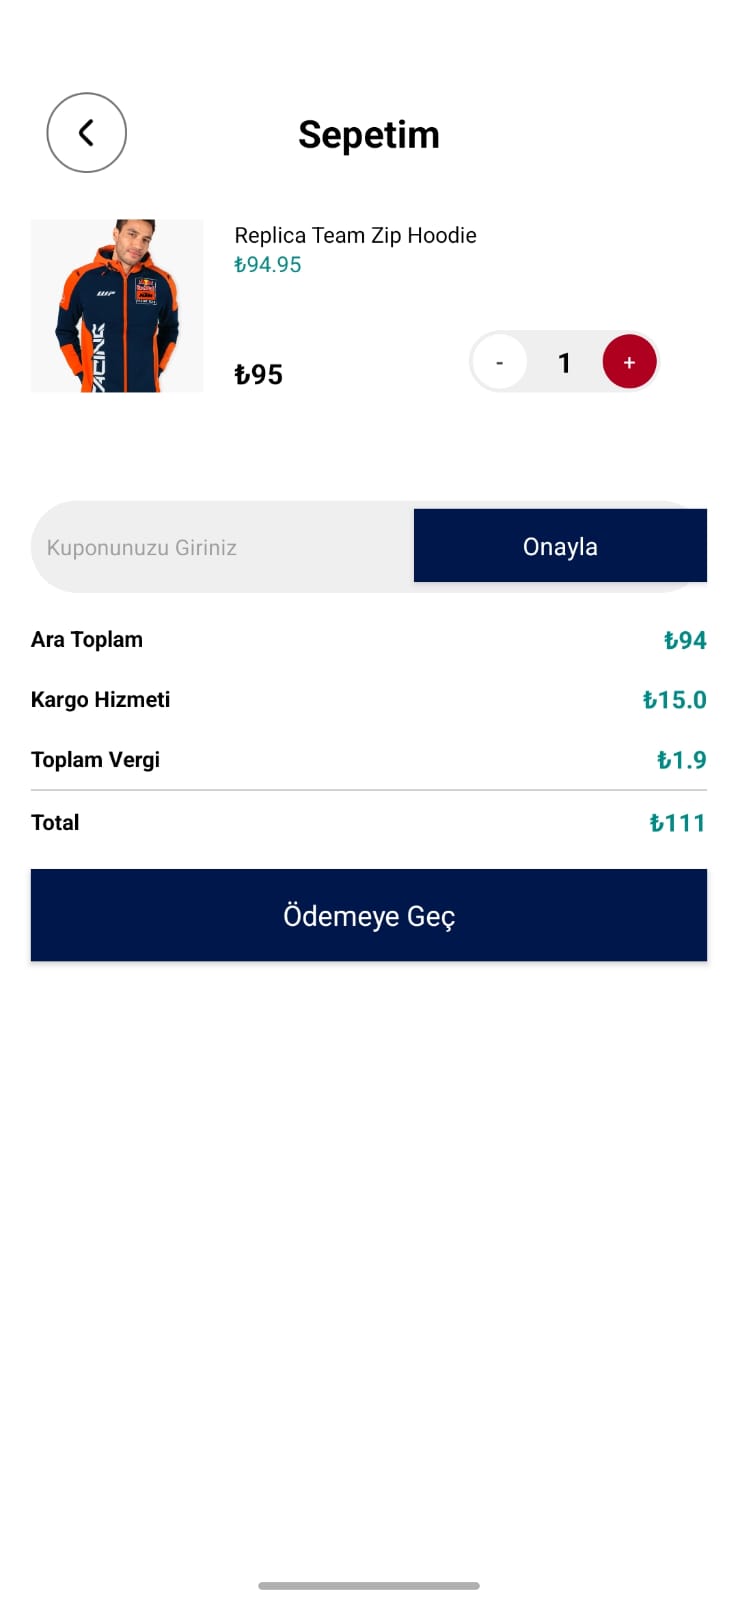 Sepetim
Replica Team Zip Hoodie
₺94.95
₺95
- 1 +
Kuponunuzu Giriniz
Onayla
Ara Toplam ₺94
Kargo Hizmeti ₺15.0
Toplam Vergi ₺1.9
Total ₺111
Ödemeye Geç